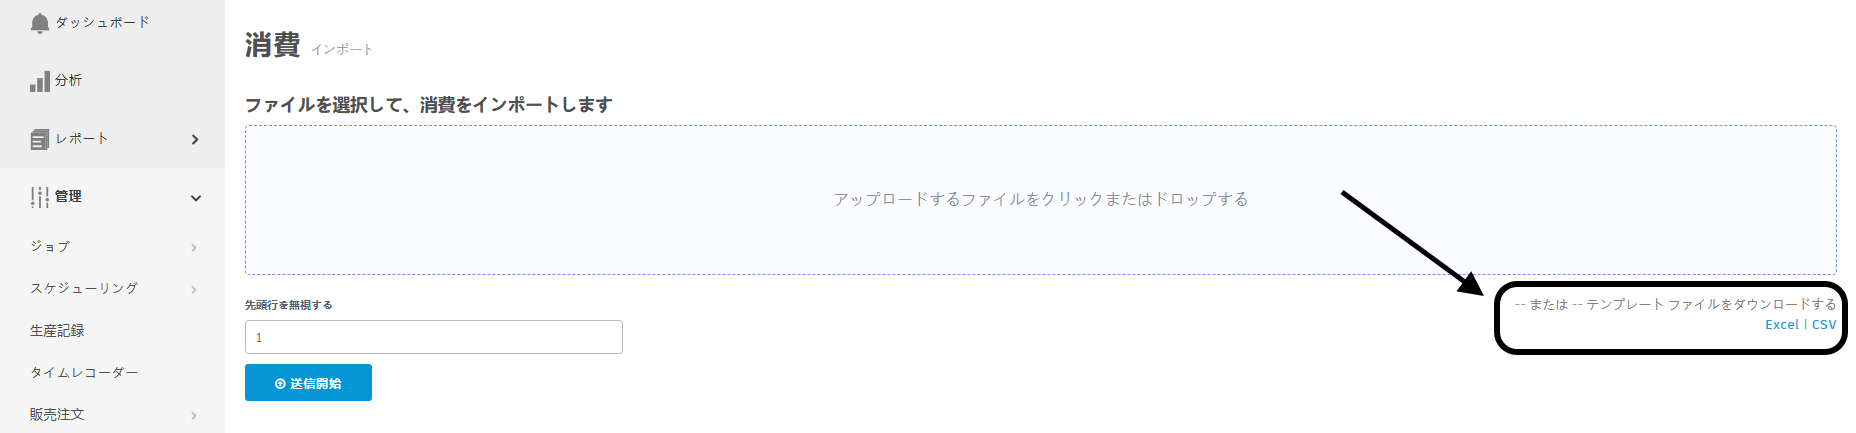 ダッシュボード
分析
レポート
管理
ジョブ
スケジューリング
生産記録
タイムレコーダー
販売注文
消費 インポート
ファイルを選択して、消費をインポートします
アップロードするファイルをクリックまたはドロップする
先頭行を無視する
1
送信開始
-- または -- テンプレート ファイルをダウンロードする
Excel | CSV